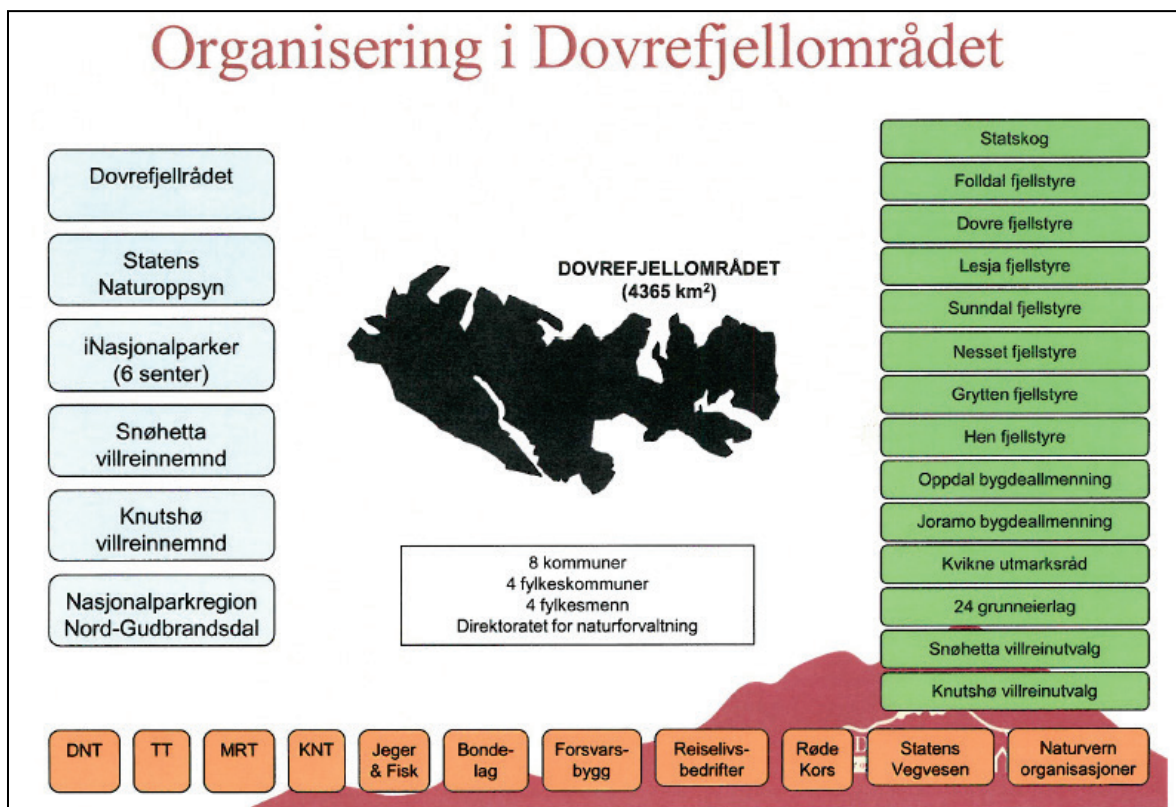 Organisering i Dovrefjellområdet
Dovrefjellrådet
Statens
Naturoppsyn
iNasjonalparker
(6 senter)
Snøhetta
villreinnemnd
Knutshø
villreinnemnd
Nasjonalparkregion
Nord-Gudbrandsdal
DOVREFJELLOMRÅDET
(4365 km²)
8 kommuner
4 fylkeskommuner
4 fylkesmenn
Direktoratet for naturforvaltning
Statskog
Folldal fjellstyre
Dovre fjellstyre
Lesja fjellstyre
Sunndal fjellstyre
Nesset fjellstyre
Grytten fjellstyre
Hen fjellstyre
Oppdal bygdeallmenning
Joramo bygdeallmenning
Kvikne utmarksråd
24 grunneierlag
Snøhetta villreinutvalg
Knutshø villreinutvalg
DNT
TT
MRT
KNT
Jeger
& Fisk
Bonde-
lag
Forsvars-
bygg
Reiselivs-
bedrifter
Røde
Kors
Statens
Vegvesen
Naturvern
organisasjoner